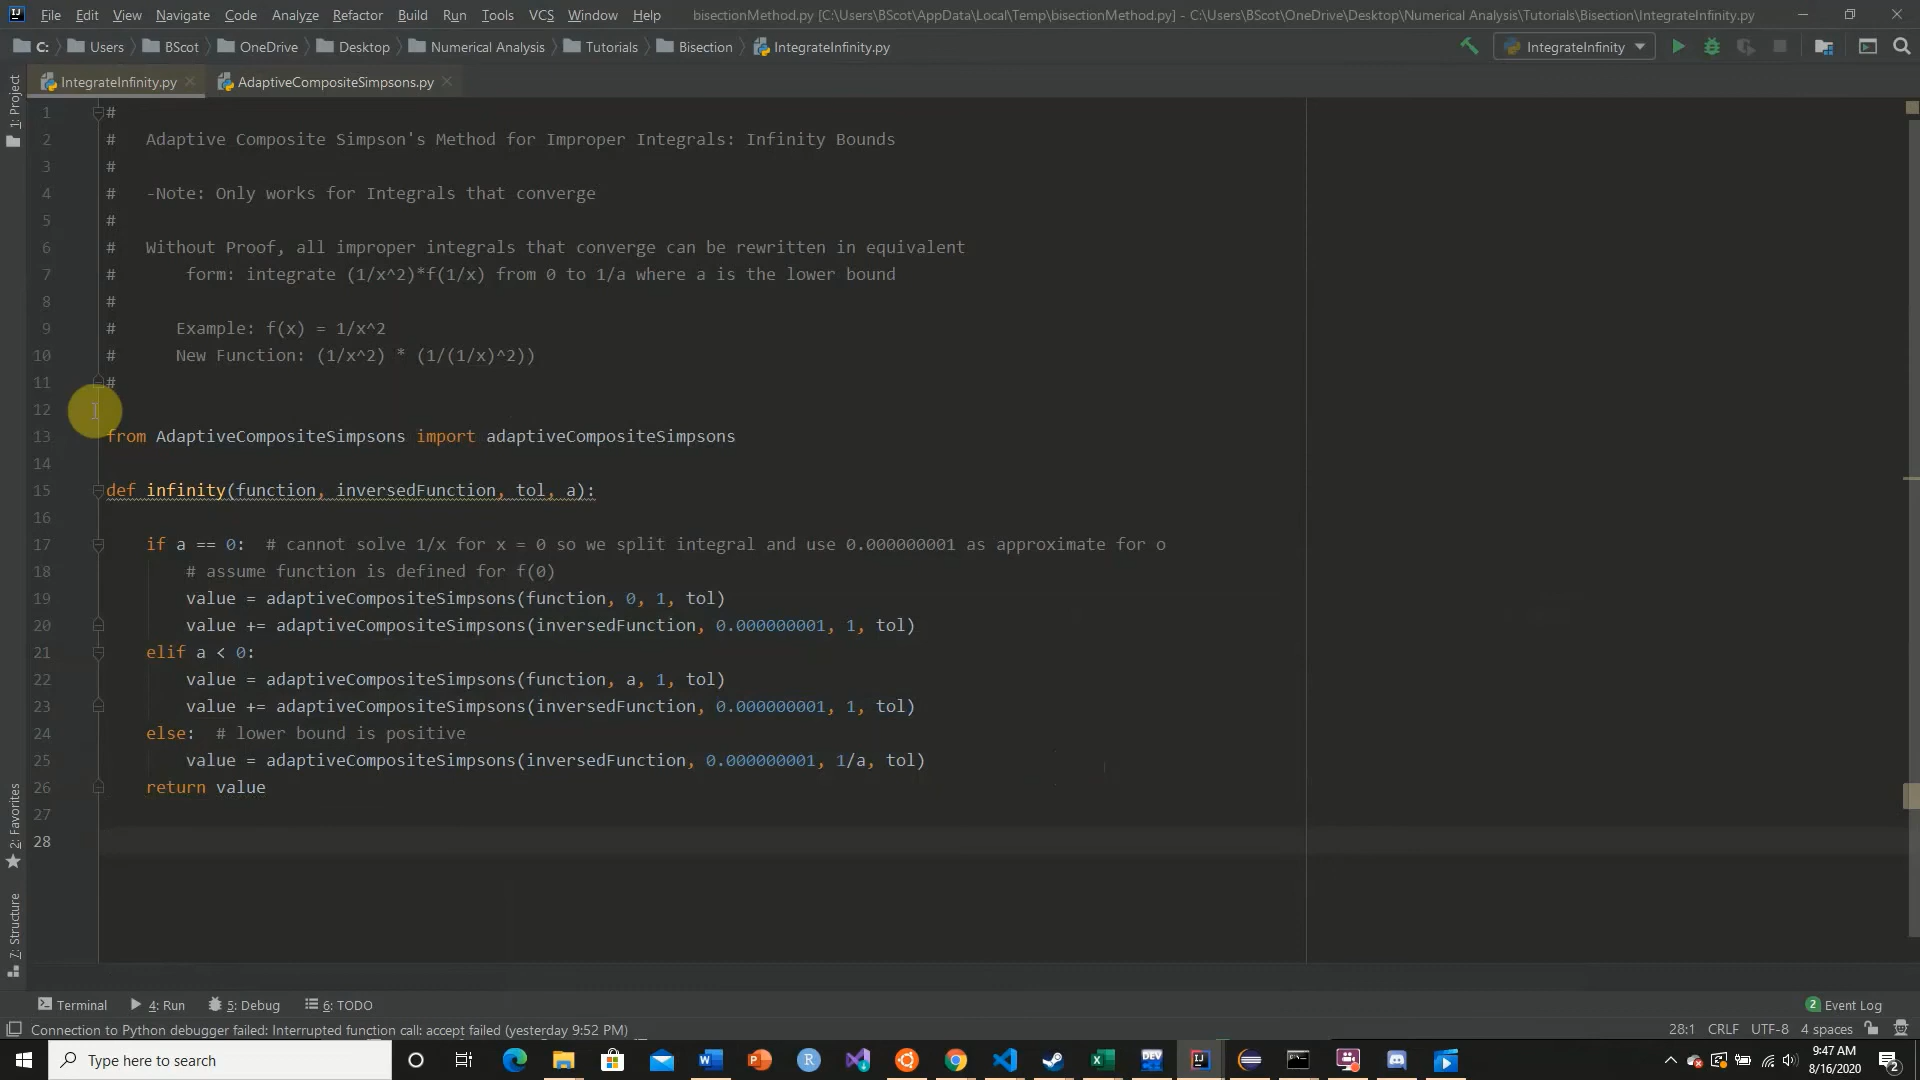 File Edit View Navigate Code Analyze Refactor Build Run Tools VCS Window Help bisectionMethod.py [C:\Users\BScot\AppData\Local\Temp\bisectionMethod.py] - C:\Users\BScot\OneDrive\Desktop\Numerical Analysis\Tutorials\Bisection\IntegrateInfinity.py
C: Users BScot OneDrive Desktop Numerical Analysis Tutorials Bisection IntegrateInfinity.py IntegrateInfinity
IntegrateInfinity.py AdaptiveCompositeSimpsons.py
1: Project
1 #
2 # Adaptive Composite Simpson's Method for Improper Integrals: Infinity Bounds
3 #
4 # -Note: Only works for Integrals that converge
5 #
6 # Without Proof, all improper integrals that converge can be rewritten in equivalent
7 # form: integrate (1/x^2)*f(1/x) from 0 to 1/a where a is the lower bound
8 #
9 # Example: f(x) = 1/x^2
10 # New Function: (1/x^2) * (1/(1/x)^2))
11 #
12
13 from AdaptiveCompositeSimpsons import adaptiveCompositeSimpsons
14
15 def infinity(function, inversedFunction, tol, a):
16
17 if a == 0: # cannot solve 1/x for x = 0 so we split integral and use 0.000000001 as approximate for o
18 # assume function is defined for f(0)
19 value = adaptiveCompositeSimpsons(function, 0, 1, tol)
20 value += adaptiveCompositeSimpsons(inversedFunction, 0.000000001, 1, tol)
21 elif a < 0:
22 value = adaptiveCompositeSimpsons(function, a, 1, tol)
23 value += adaptiveCompositeSimpsons(inversedFunction, 0.000000001, 1, tol)
24 else: # lower bound is positive
25 value = adaptiveCompositeSimpsons(inversedFunction, 0.000000001, 1/a, tol)
26 return value
27
28
2: Favorites
7: Structure
Terminal 4: Run 5: Debug 6: TODO 2 Event Log
Connection to Python debugger failed: Interrupted function call: accept failed (yesterday 9:52 PM) 28:1 CRLF UTF-8 4 spaces
Type here to search 9:47 AM
8/16/2020 2